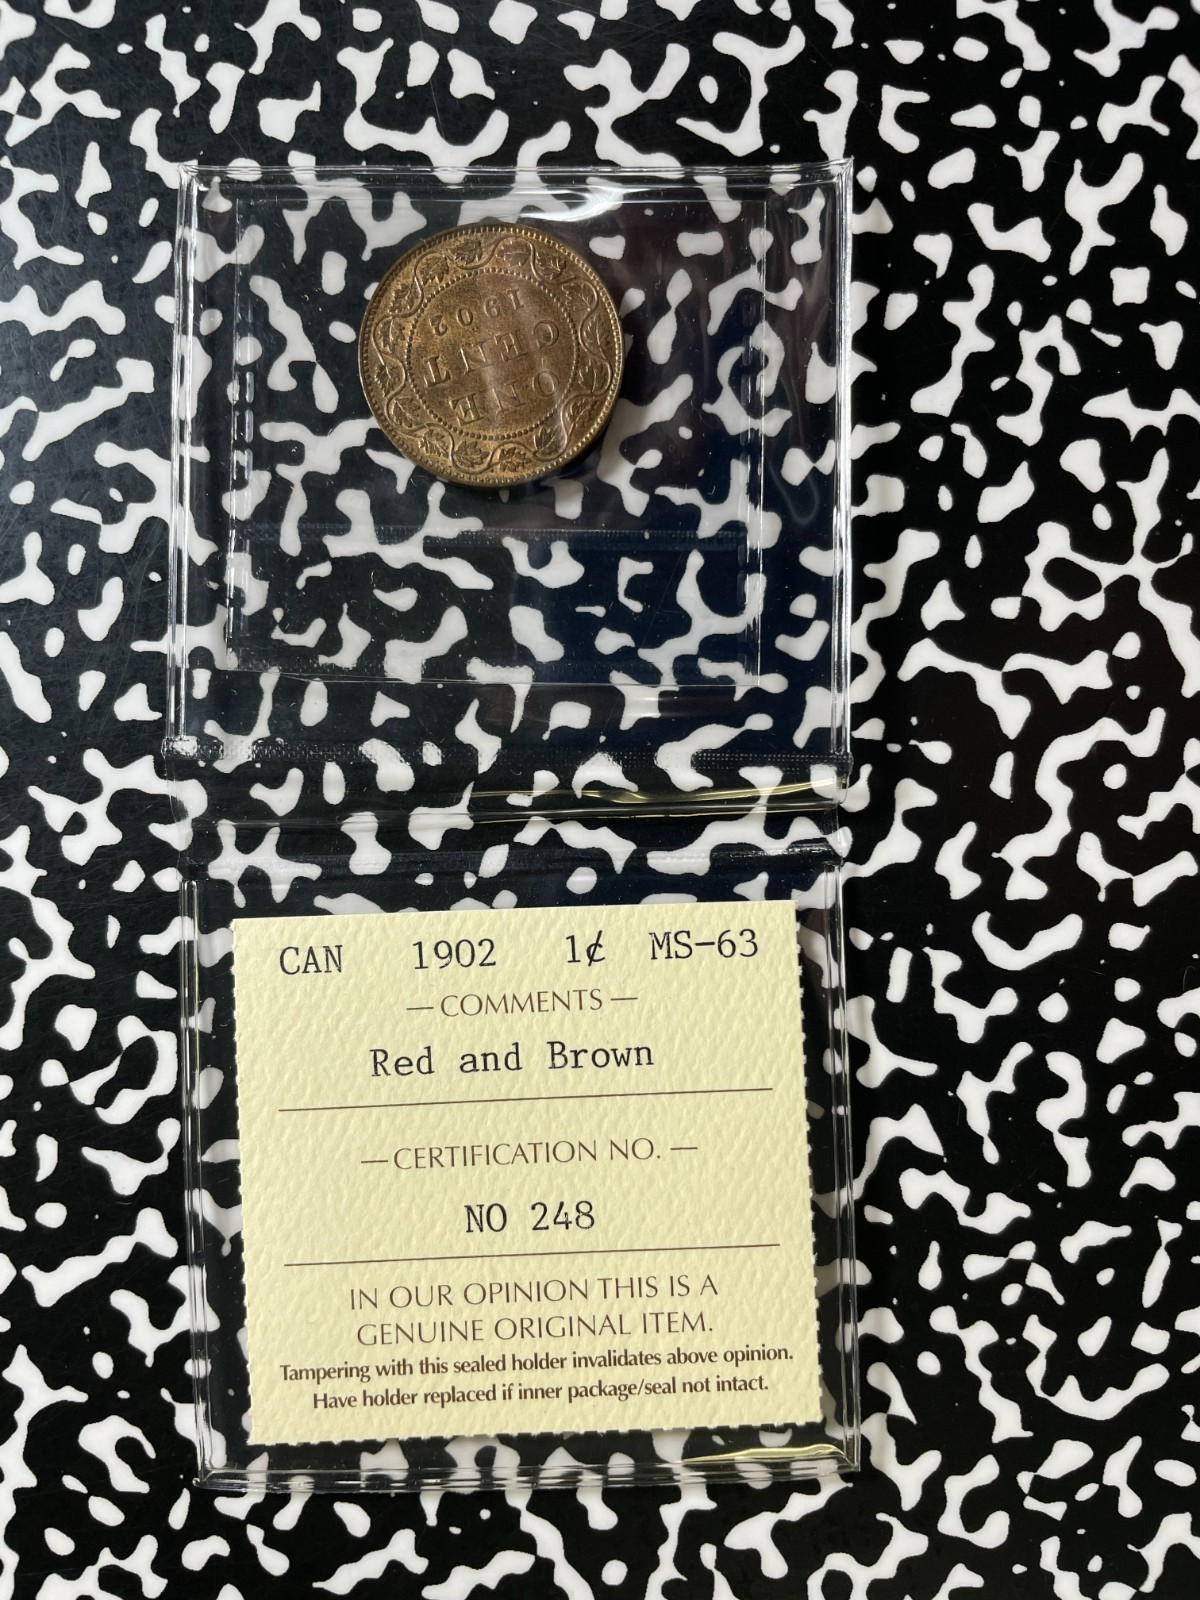 ONE
CENT
1902
CAN 1902 1¢ MS-63
— COMMENTS —
Red and Brown
— CERTIFICATION NO. —
NO 248
IN OUR OPINION THIS IS A
GENUINE ORIGINAL ITEM.
Tampering with this sealed holder invalidates above opinion.
Have holder replaced if inner package/seal not intact.